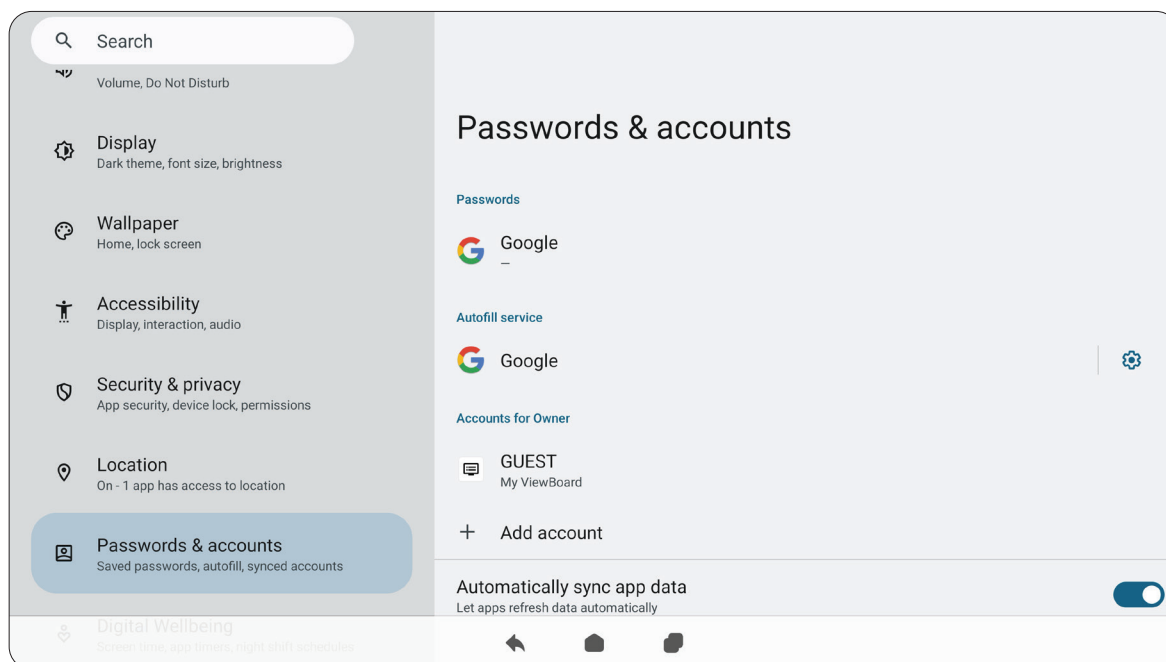 Search
Volume, Do Not Disturb
Display
Dark theme, font size, brightness
Wallpaper
Home, lock screen
Accessibility
Display, interaction, audio
Security & privacy
App security, device lock, permissions
Location
On - 1 app has access to location
Passwords & accounts
Saved passwords, autofill, synced accounts
Digital Wellbeing
Screen time, app timers, night shift schedules
Passwords & accounts
Passwords
Google
–
Autofill service
Google
Accounts for Owner
GUEST
My ViewBoard
+ Add account
Automatically sync app data
Let apps refresh data automatically